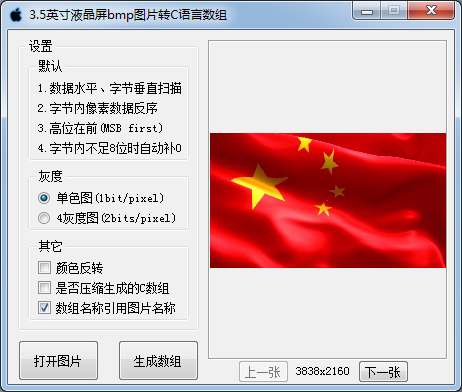 3.5英寸液晶屏bmp图片转C语言数组
设置
默认
1.数据水平、字节垂直扫描
2.字节内像素数据反序
3.高位在前(MSB first)
4.字节内不足8位时自动补0
灰度
单色图(1bit/pixel)
4灰度图(2bits/pixel)
其它
颜色反转
是否压缩生成的C数组
数组名称引用图片名称
打开图片
生成数组
上一张
3838x2160
下一张